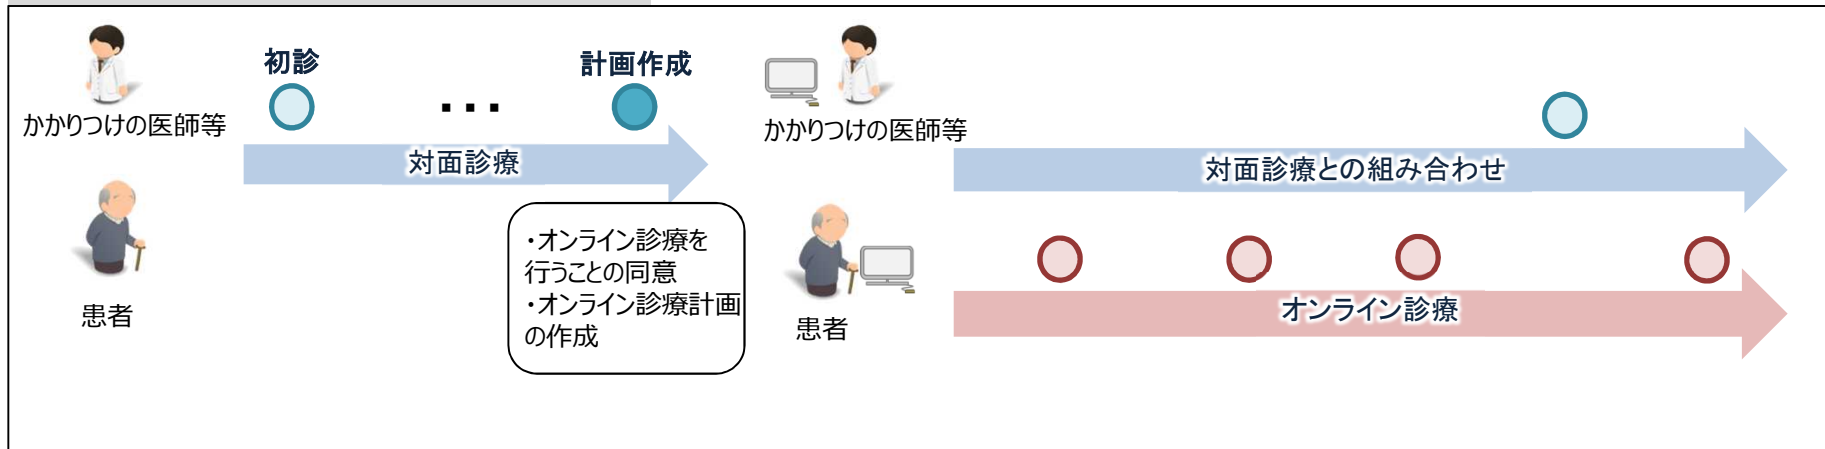 初診
計画作成
・・・
かかりつけの医師等
対面診療
患者
・オンライン診療を
行うことの同意
・オンライン診療計画
の作成
かかりつけの医師等
対面診療との組み合わせ
患者
オンライン診療